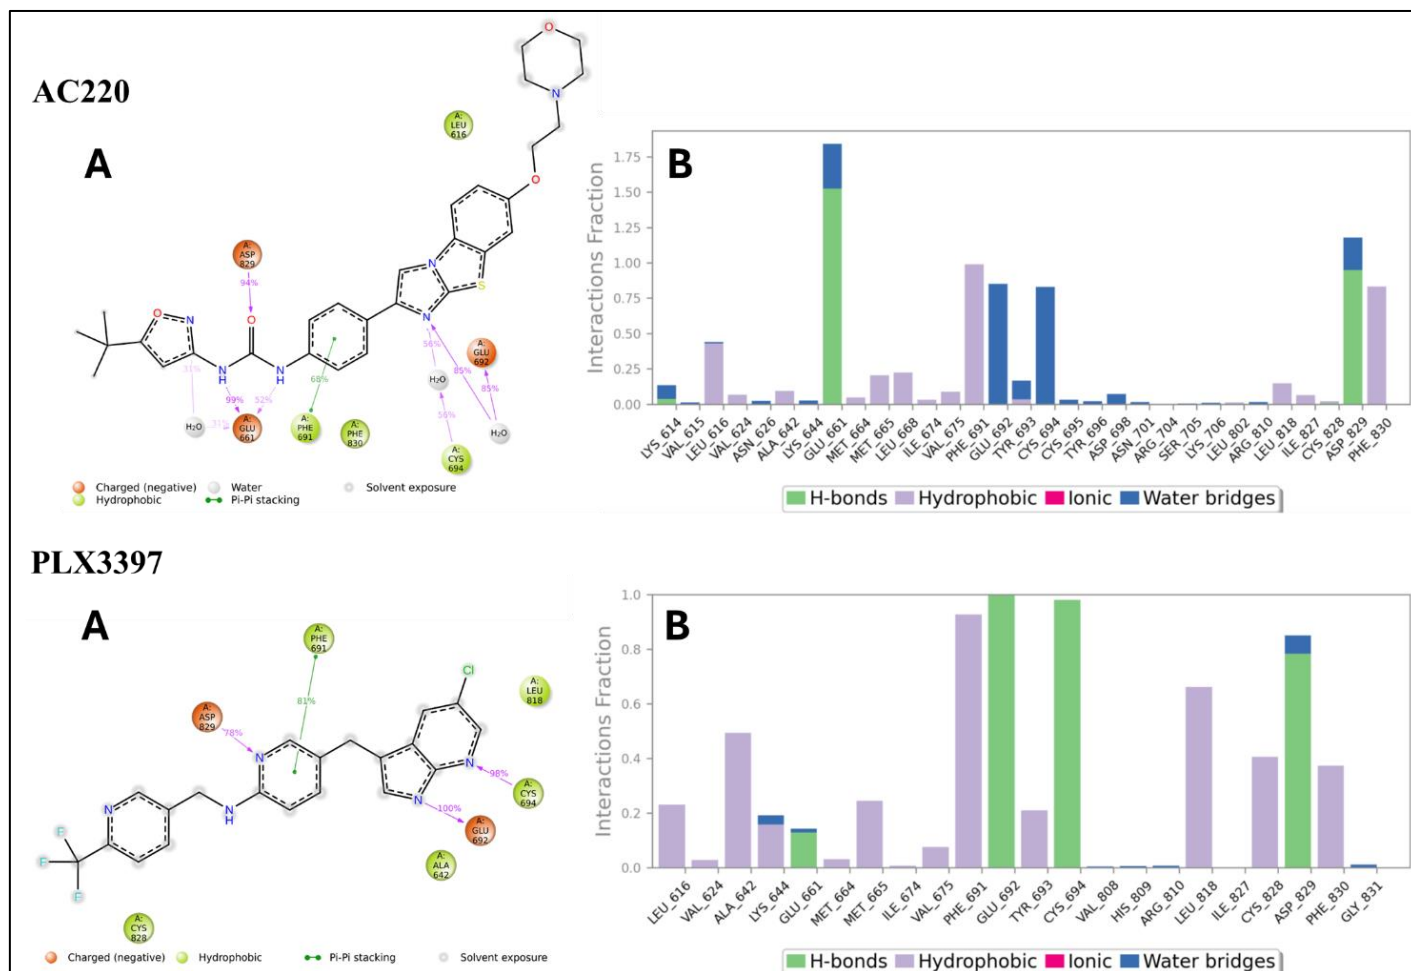 AC220
A
O
N
A:
LEU
616
O
A:
ASP
829
94%
O
O
N
N
S
N
N
H
N
H
31%
99%
52%
31%
H₂O
A:
GLU
661
68%
A:
PHE
691
A:
PHE
830
56%
H₂O
56%
A:
CYS
694
85%
A:
GLU
692
85%
H₂O
Charged (negative)
Hydrophobic
Water
Pi-Pi stacking
Solvent exposure
B
Interactions Fraction
1.75
1.50
1.25
1.00
0.75
0.50
0.25
0.00
LYS_614
VAL_615
LEU_616
VAL_624
ASN_626
ALA_642
LYS_644
GLU_661
MET_664
MET_665
LEU_668
ILE_674
VAL_675
PHE_691
GLU_692
TYR_693
CYS_694
CYS_695
TYR_696
ASP_698
ASN_701
ARG_704
SER_705
LYS_706
LEU_802
ARG_810
LEU_818
ILE_827
CYS_828
ASP_829
PHE_830
H-bonds
Hydrophobic
Ionic
Water bridges
PLX3397
A
A:
PHE
691
81%
Cl
A:
LEU
818
A:
ASP
829
78%
N
N
98%
A:
CYS
694
N
100%
A:
GLU
692
N
H
N
F
F
F
A:
ALA
642
A:
CYS
828
Charged (negative)
Hydrophobic
Pi-Pi stacking
Solvent exposure
B
Interactions Fraction
1.0
0.8
0.6
0.4
0.2
0.0
LEU_616
VAL_624
ALA_642
LYS_644
GLU_661
MET_664
MET_665
ILE_674
VAL_675
PHE_691
GLU_692
TYR_693
CYS_694
VAL_808
HIS_809
ARG_810
LEU_818
ILE_827
CYS_828
ASP_829
PHE_830
GLY_831
H-bonds
Hydrophobic
Ionic
Water bridges